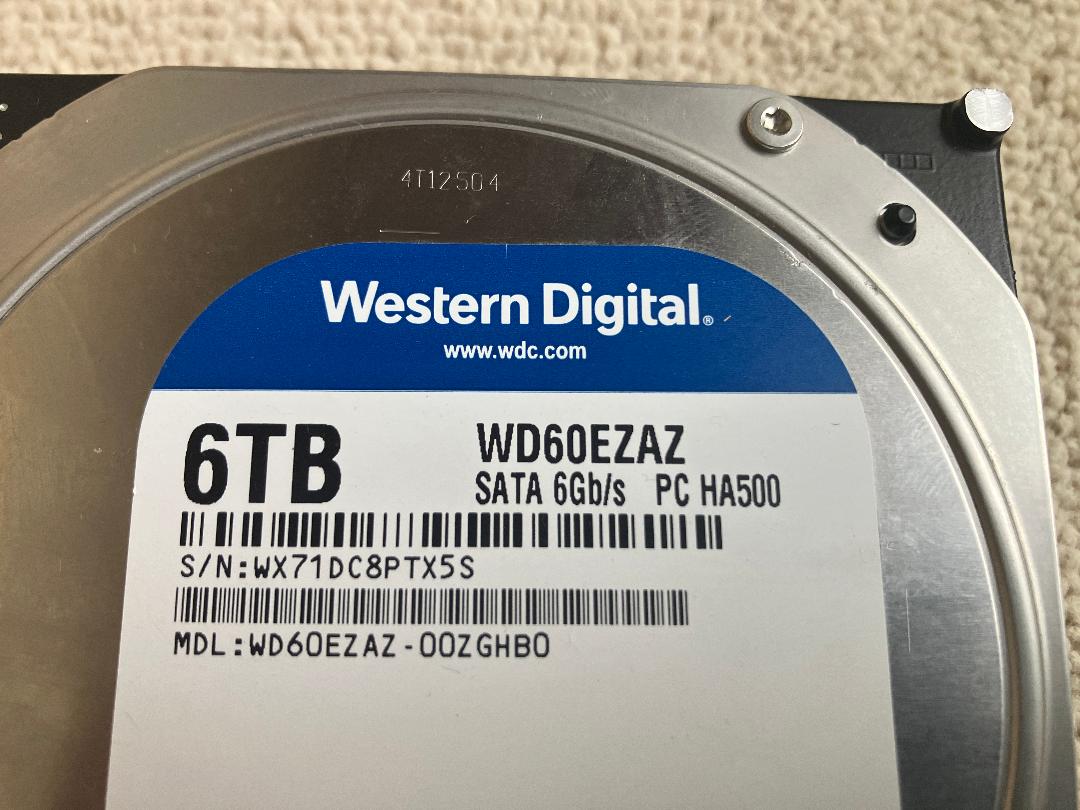 4T12504
Western Digital®
www.wdc.com
6TB
WD60EZAZ
SATA 6Gb/s PC HA500
S/N:WX71DC8PTX5S
MDL:WD60EZAZ-00ZGHB0